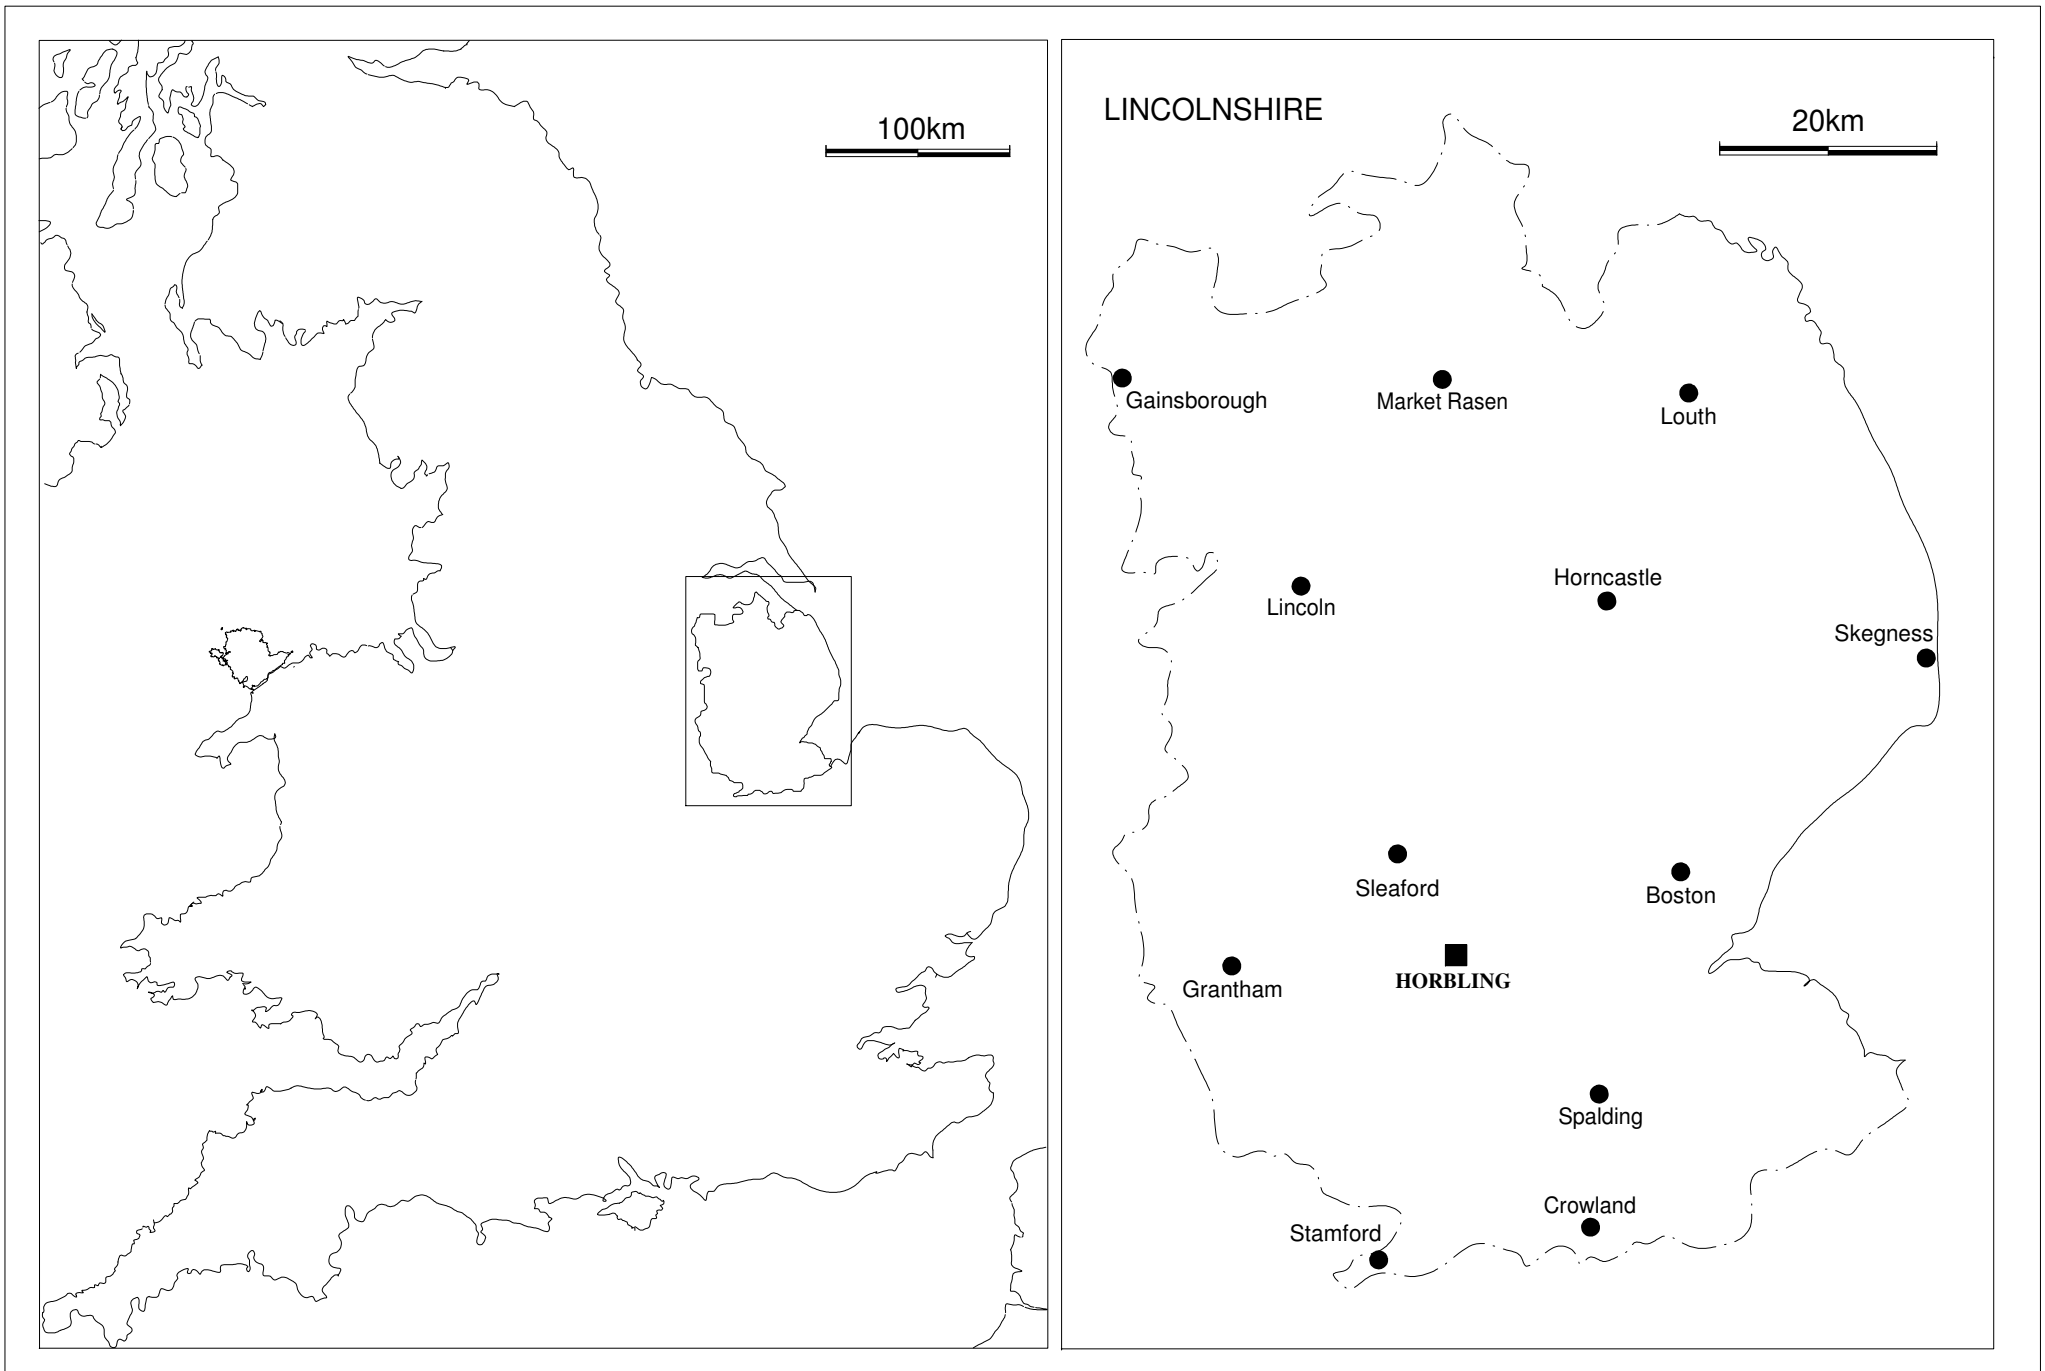 100km
LINCOLNSHIRE
20km
Gainsborough
Market Rasen
Louth
Lincoln
Horncastle
Skegness
Sleaford
Boston
Grantham
HORBLING
Spalding
Crowland
Stamford